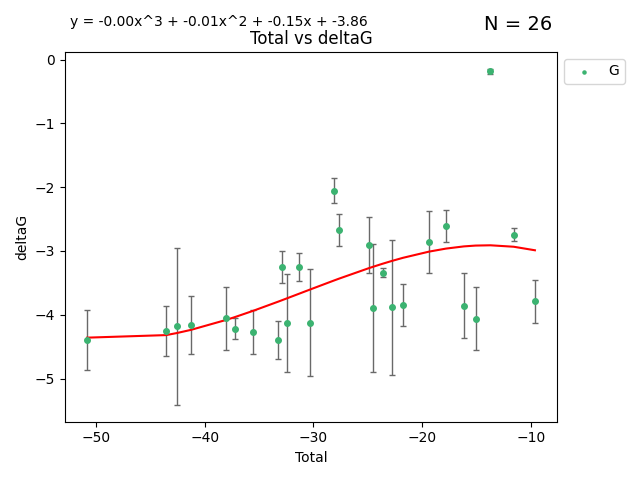 y = -0.00x^3 + -0.01x^2 + -0.15x + -3.86
N = 26
Total vs deltaG
G
0
−1
−2
−3
−4
−5
deltaG
−50 −40 −30 −20 −10
Total